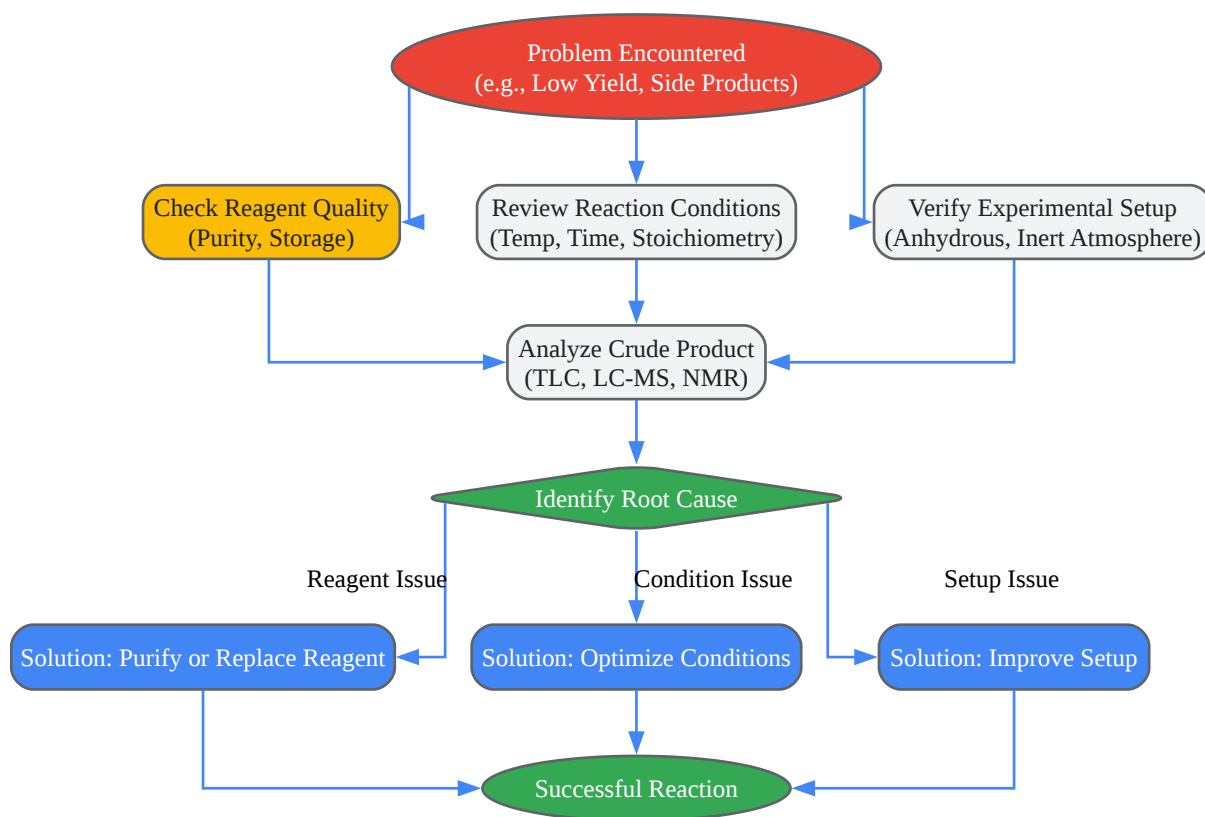 Problem Encountered
(e.g., Low Yield, Side Products)
Check Reagent Quality
(Purity, Storage)
Review Reaction Conditions
(Temp, Time, Stoichiometry)
Verify Experimental Setup
(Anhydrous, Inert Atmosphere)
Analyze Crude Product
(TLC, LC-MS, NMR)
Identify Root Cause
Reagent Issue
Condition Issue
Setup Issue
Solution: Purify or Replace Reagent
Solution: Optimize Conditions
Solution: Improve Setup
Successful Reaction